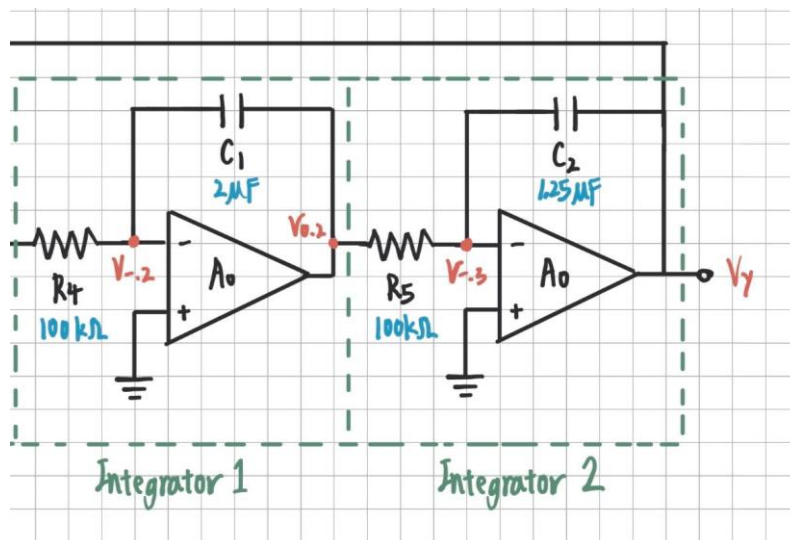 C₁
2μF
C₂
1.25μF
V₀.₂
-
V-.₂
A₀
R4
100kΩ
+
-
V-.₃
A₀
R5
100kΩ
+
Vy
Integrator 1
Integrator 2